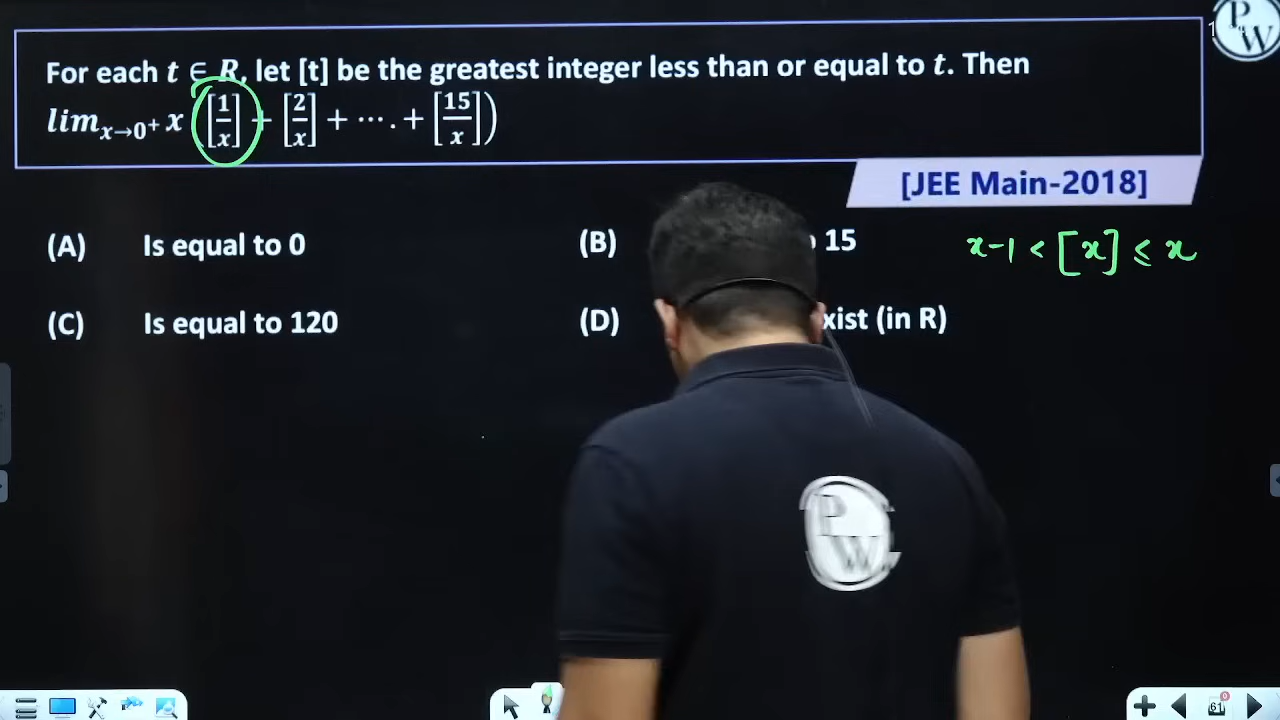 For each t ∈ R, let [t] be the greatest integer less than or equal to t. Then
lim_{x→0⁺} x ([1/x] + [2/x] + ⋯. + [15/x])
[JEE Main-2018]
(A) Is equal to 0
(B) 15
x-1 < [x] ≤ x
(C) Is equal to 120
(D) xist (in R)
P
W
P
W
61